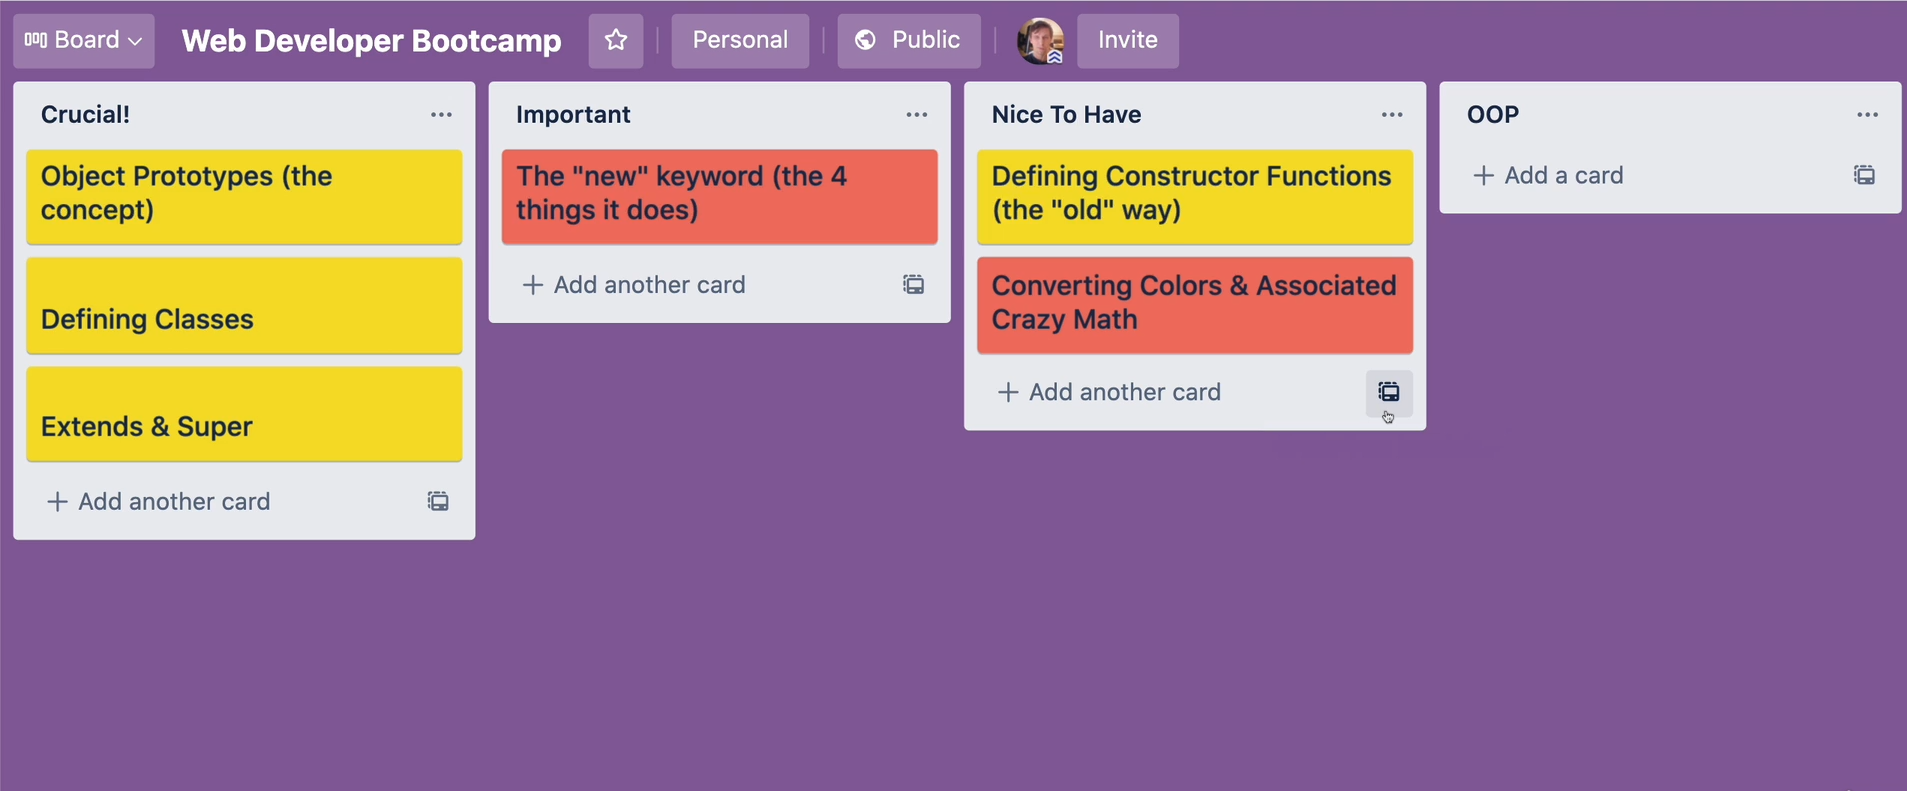 Board
Web Developer Bootcamp
Personal
Public
Invite
Crucial!
Object Prototypes (the
concept)
Defining Classes
Extends & Super
+ Add another card
Important
The "new" keyword (the 4
things it does)
+ Add another card
Nice To Have
Defining Constructor Functions
(the "old" way)
Converting Colors & Associated
Crazy Math
+ Add another card
OOP
+ Add a card